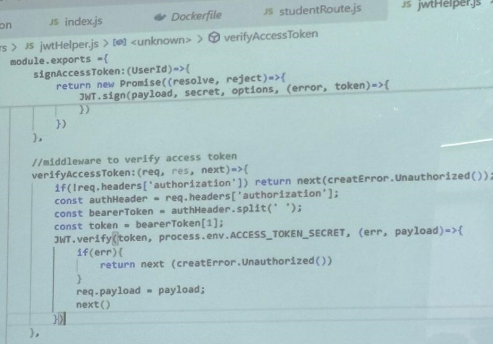 on
JS index.js
Dockerfile
JS studentRoute.js
JS jwtHelper.js
rs > JS jwtHelper.js > [] <unknown> > verifyAccessToken
module.exports ={
signAccessToken:(UserId)=>{
return new Promise((resolve, reject)=>{
JWT.sign(payload, secret, options, (error, token)=>{
})
})
},
//middleware to verify access token
verifyAccessToken:(req, res, next)=>{
if(!req.headers['authorization']) return next(creatError.Unauthorized());
const authHeader = req.headers['authorization'];
const bearerToken = authHeader.split(' ');
const token = bearerToken[1];
JWT.verify(token, process.env.ACCESS_TOKEN_SECRET, (err, payload)=>{
if(err){
return next (creatError.Unauthorized())
}
req.payload = payload;
next()
})
},